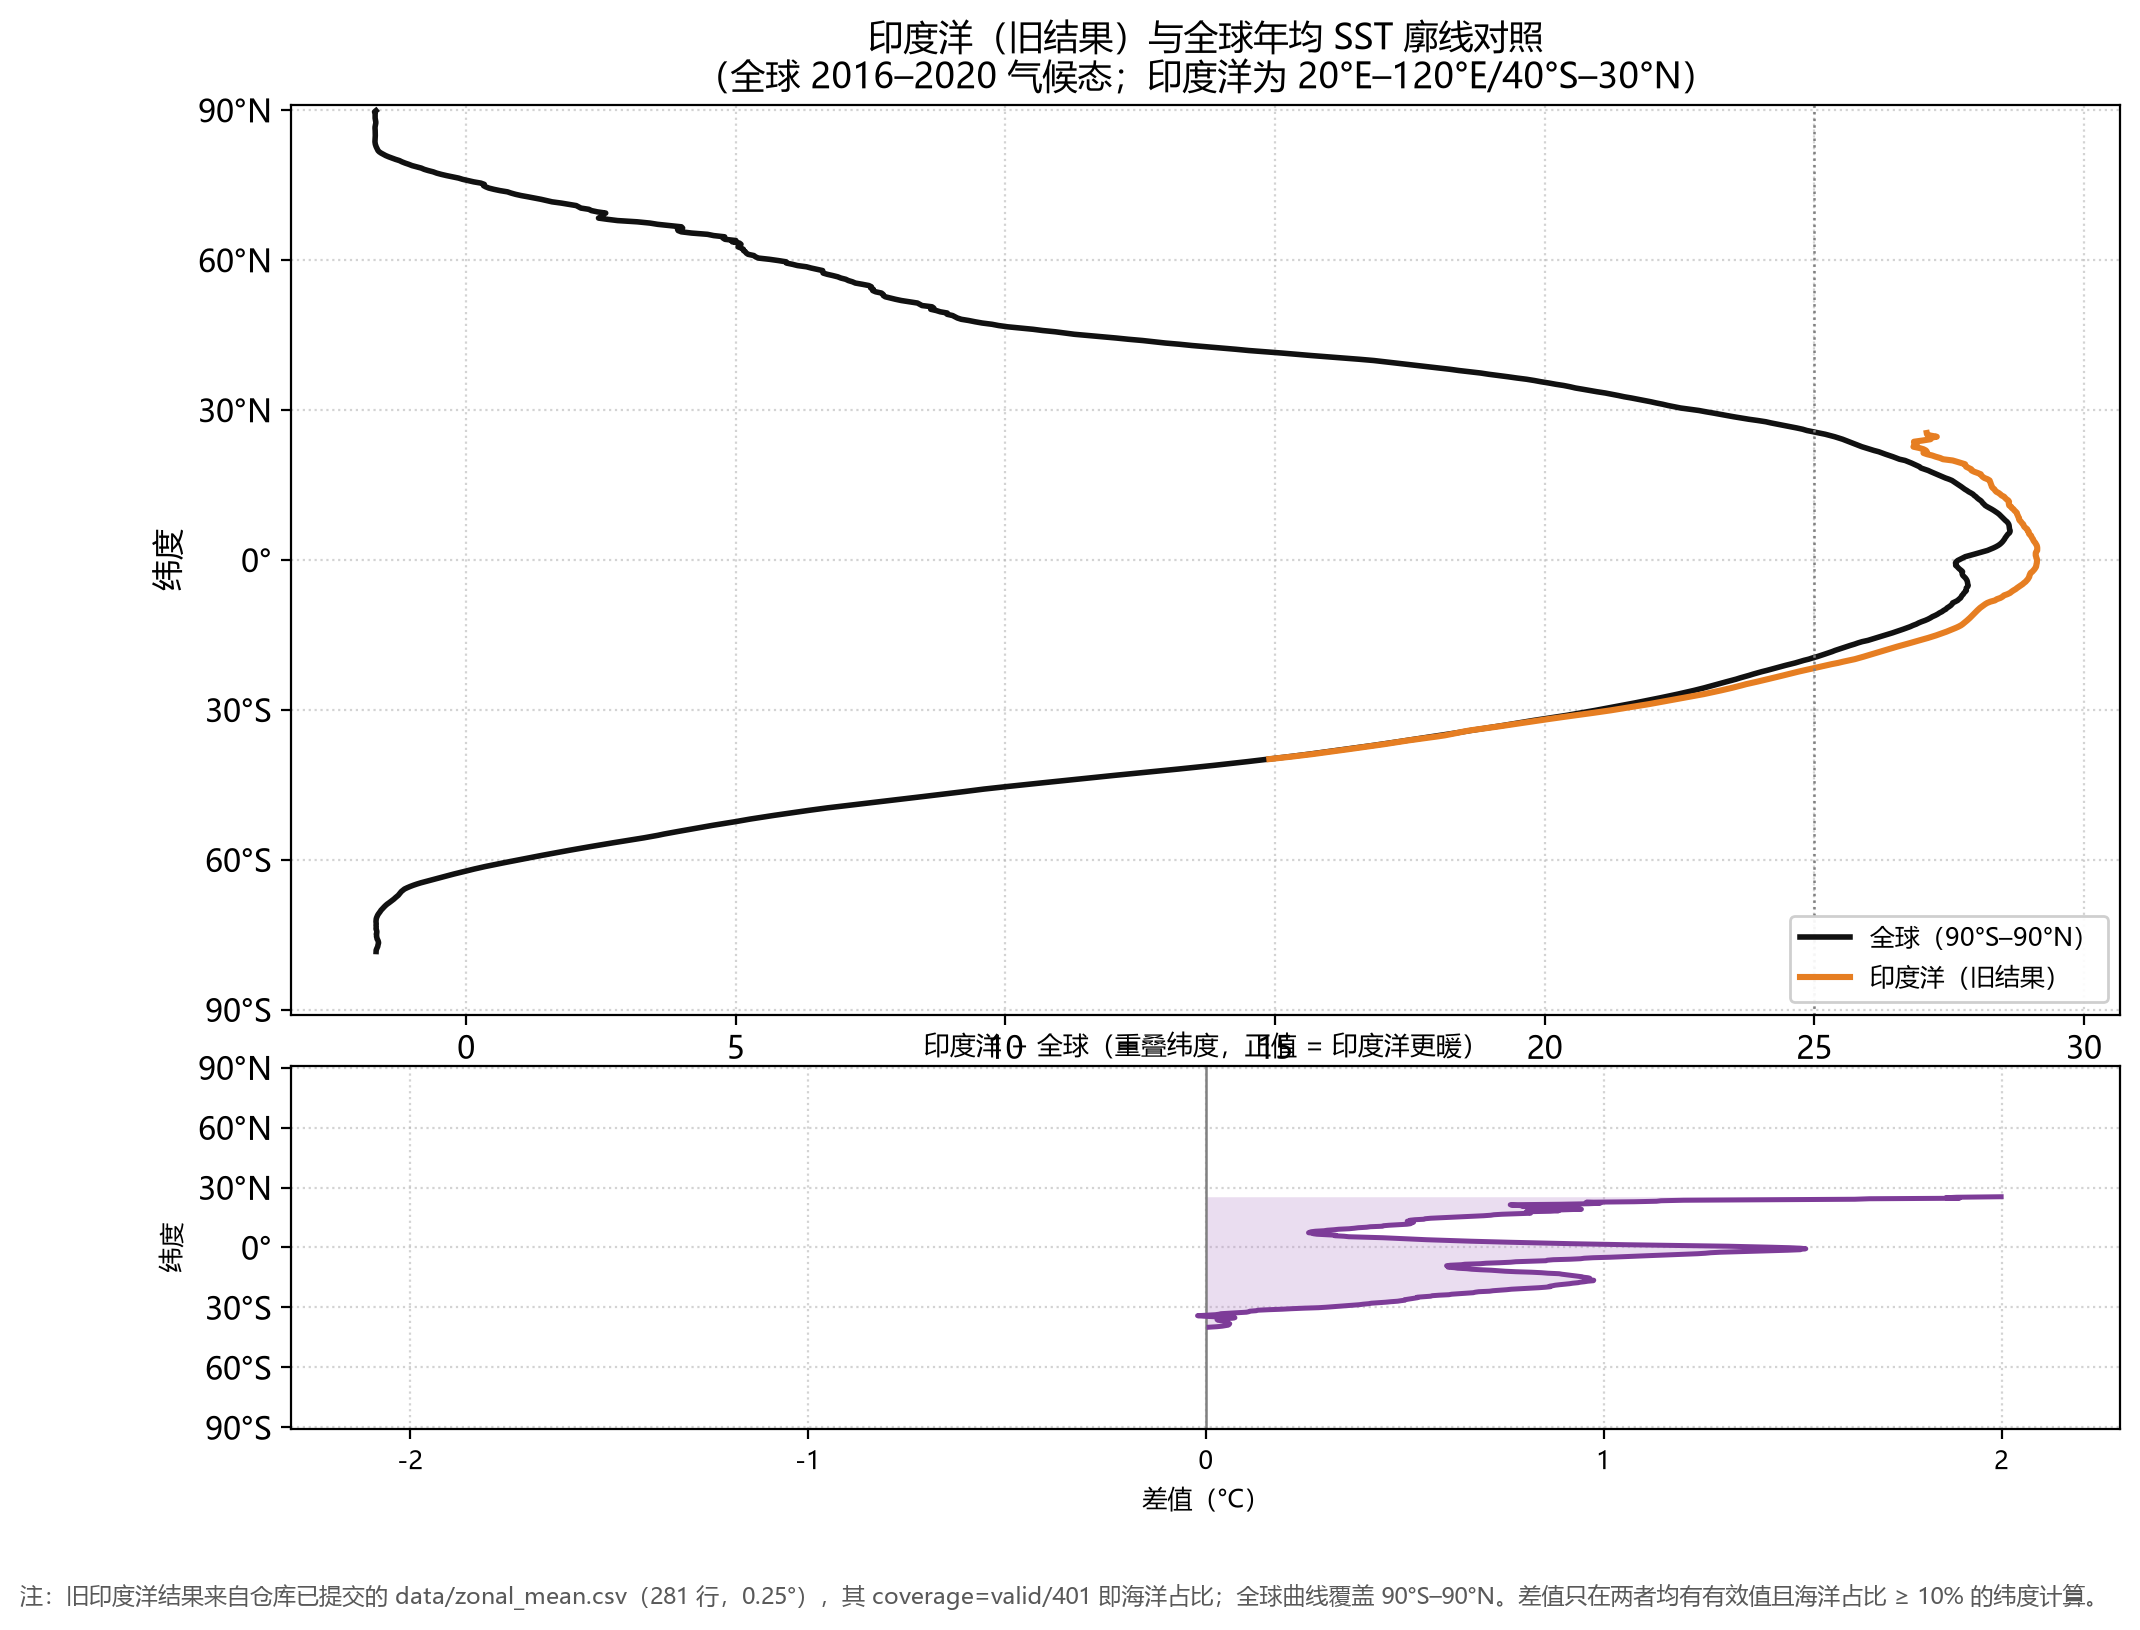 印度洋（旧结果）与全球年均 SST 廓线对照
（全球 2016–2020 气候态；印度洋为 20°E–120°E/40°S–30°N）
90°N
60°N
30°N
0°
30°S
60°S
90°S
纬度
全球（90°S–90°N）
印度洋（旧结果）
0 5 10 15 20 25 30
印度洋 − 全球（重叠纬度，正值 = 印度洋更暖）
90°N
60°N
30°N
0°
30°S
60°S
90°S
纬度
-2 -1 0 1 2
差值（°C）
注：旧印度洋结果来自仓库已提交的 data/zonal_mean.csv（281 行，0.25°），其 coverage=valid/401 即海洋占比；全球曲线覆盖 90°S–90°N。差值只在两者均有有效值且海洋占比 ≥ 10% 的纬度计算。